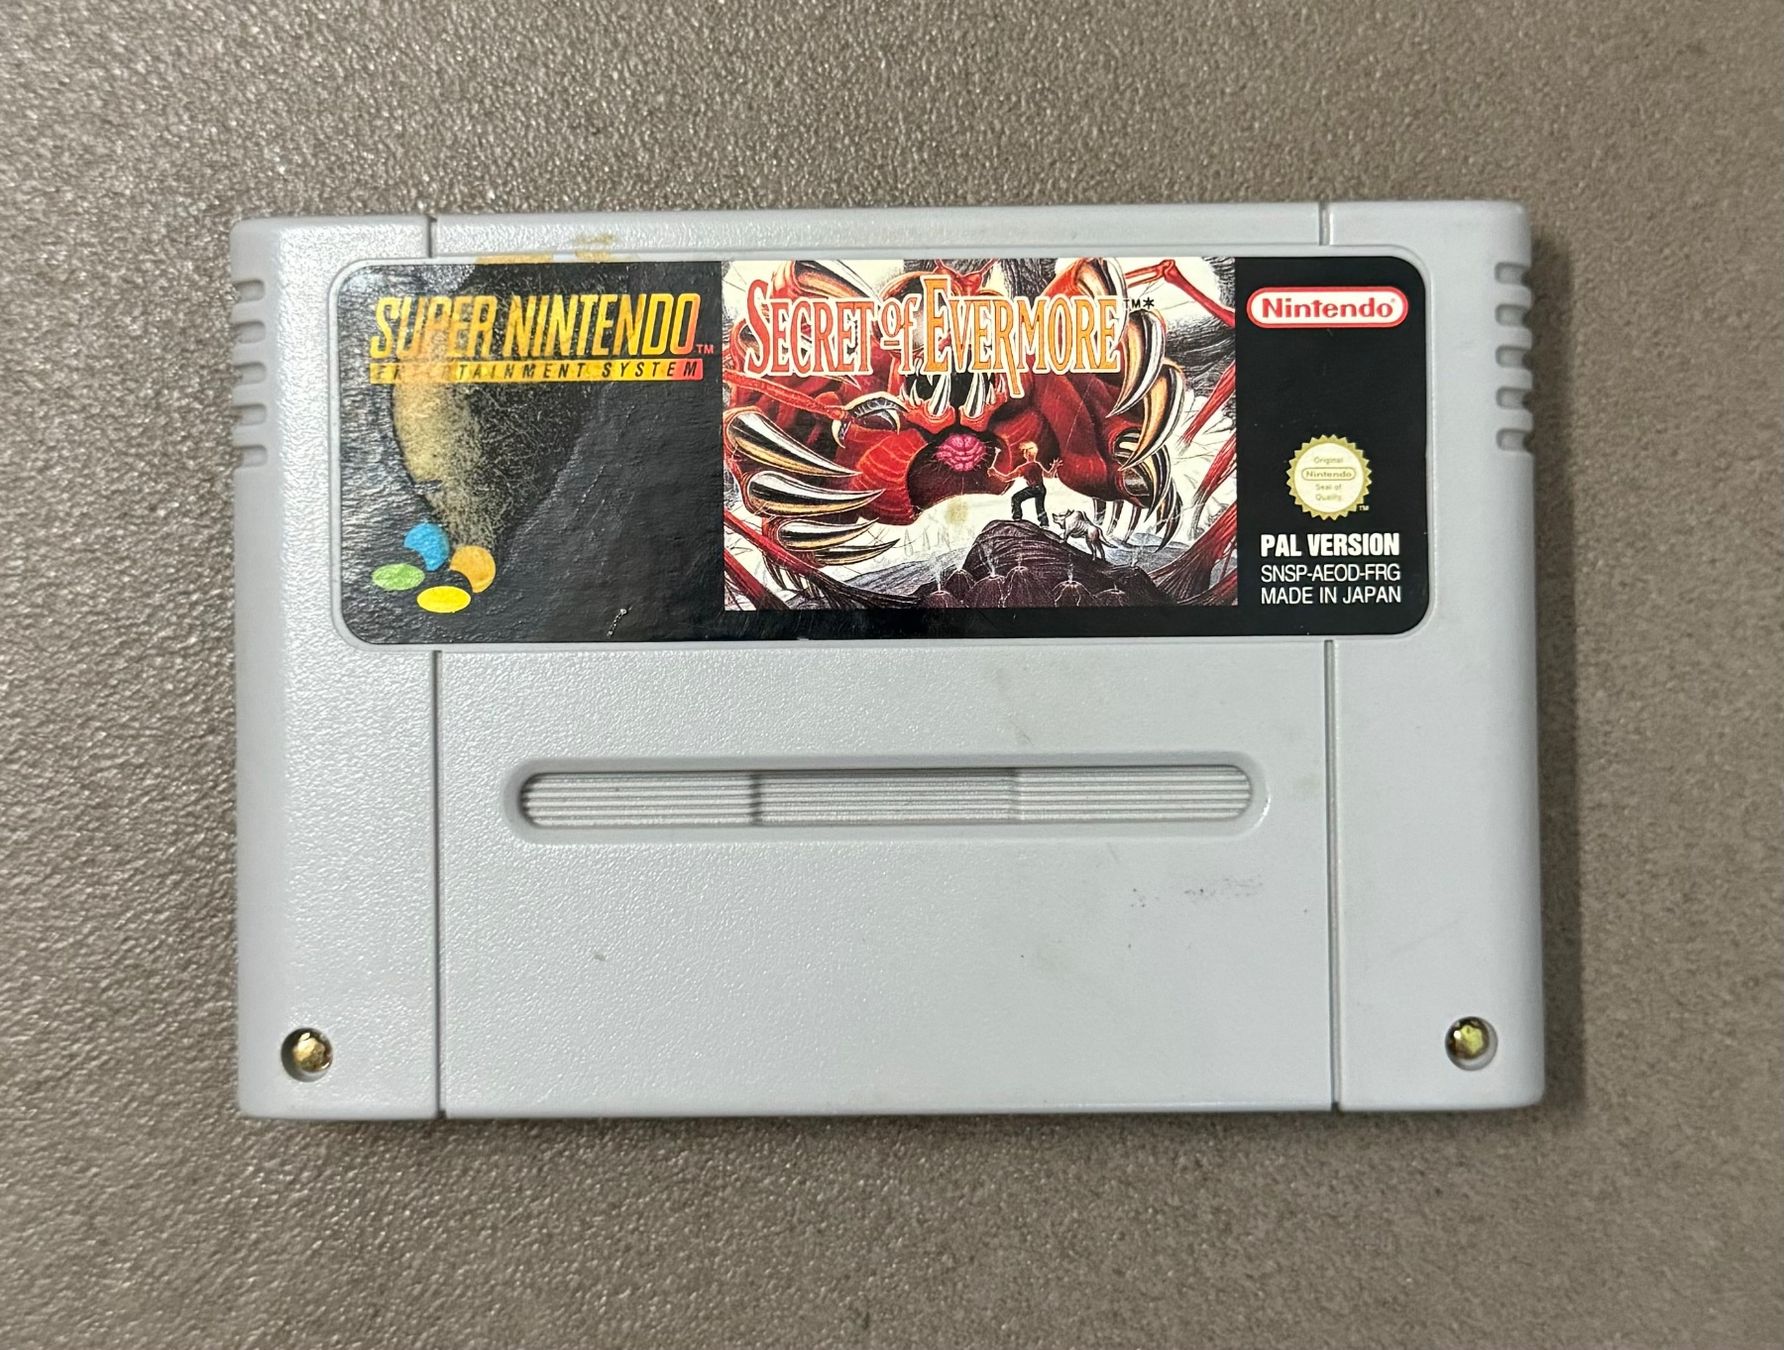 SUPER NINTENDO™
ENTERTAINMENT SYSTEM
SECRET of EVERMORE™*
Nintendo®
Original
Nintendo
Seal of
Quality
™
PAL VERSION
SNSP-AEOD-FRG
MADE IN JAPAN